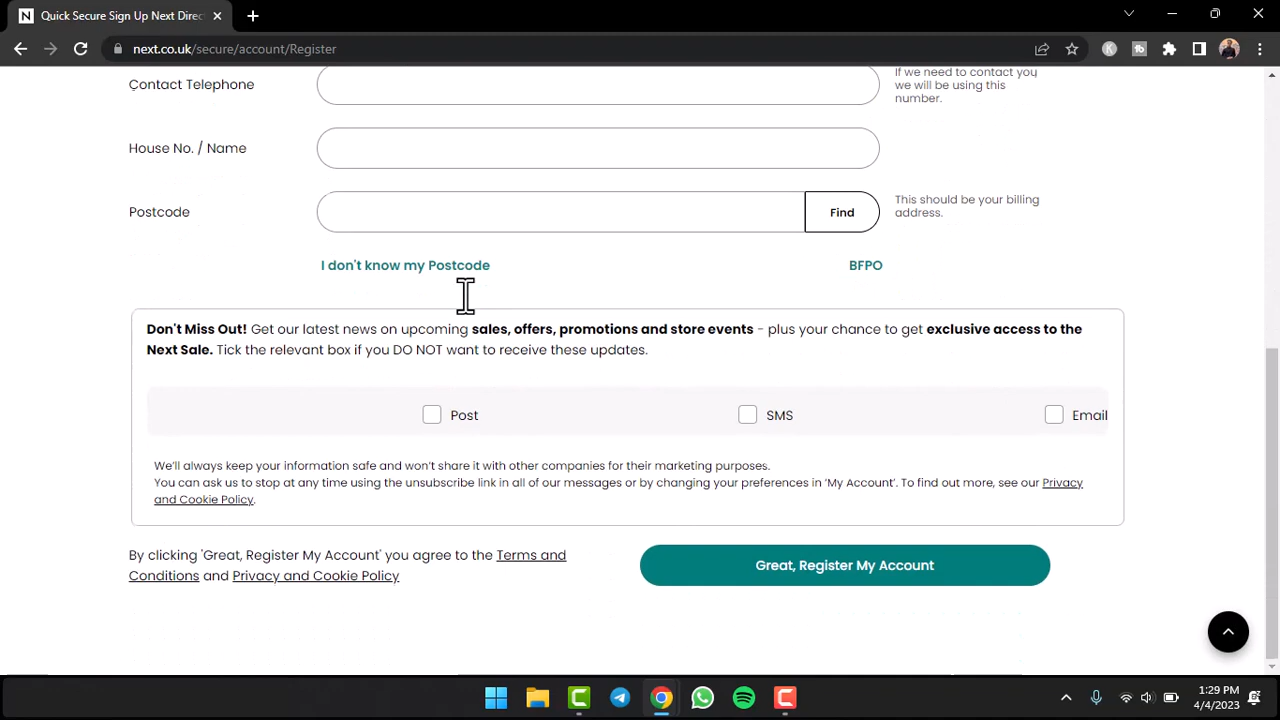 N Quick Secure Sign Up Next Direc
next.co.uk/secure/account/Register
Contact Telephone
If we need to contact you
we will be using this
number.
House No. / Name
Postcode
Find
This should be your billing
address.
I don't know my Postcode
BFPO
Don't Miss Out! Get our latest news on upcoming sales, offers, promotions and store events - plus your chance to get exclusive access to the
Next Sale. Tick the relevant box if you DO NOT want to receive these updates.
Post
SMS
Email
We'll always keep your information safe and won't share it with other companies for their marketing purposes.
You can ask us to stop at any time using the unsubscribe link in all of our messages or by changing your preferences in 'My Account'. To find out more, see our Privacy
and Cookie Policy.
By clicking 'Great, Register My Account' you agree to the Terms and
Conditions and Privacy and Cookie Policy
Great, Register My Account
1:29 PM
4/4/2023